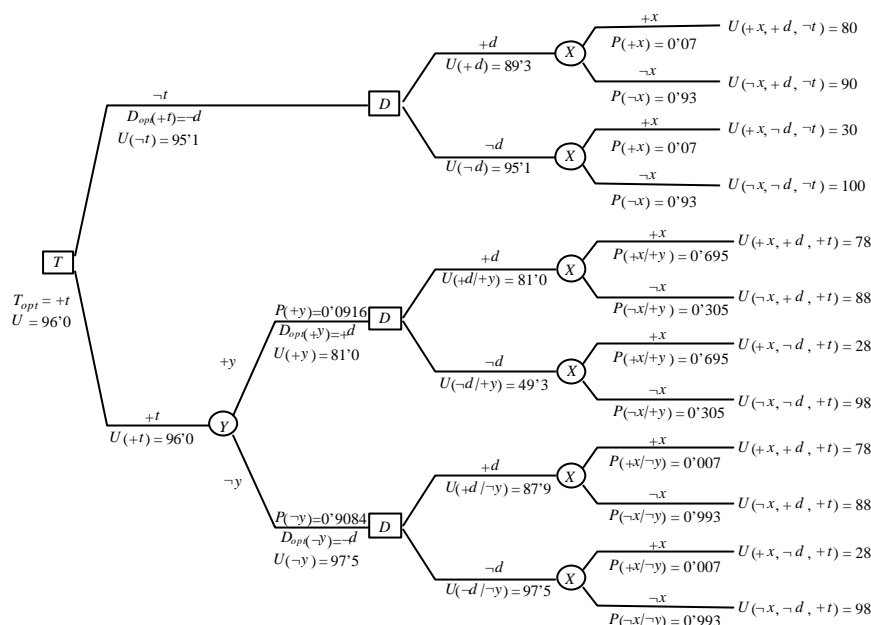 +x
U(+x, +d, ¬t) = 80
+d
X
P(+x) = 0'07
U(+d) = 89'3
¬x
U(¬x, +d, ¬t) = 90
P(¬x) = 0'93
¬t
D
D_opt(+t)=¬d
U(¬t) = 95'1
+x
U(+x, ¬d, ¬t) = 30
¬d
X
P(+x) = 0'07
U(¬d) = 95'1
¬x
U(¬x, ¬d, ¬t) = 100
P(¬x) = 0'93
T
T_opt = +t
U = 96'0
+x
U(+x, +d, +t) = 78
+d
X
P(+x/+y) = 0'695
U(+d/+y) = 81'0
¬x
U(¬x, +d, +t) = 88
P(¬x/+y) = 0'305
P(+y)=0'0916
D
D_opt(+y)=+d
U(+y) = 81'0
+x
U(+x, ¬d, +t) = 28
¬d
X
P(+x/+y) = 0'695
U(¬d/+y) = 49'3
¬x
U(¬x, ¬d, +t) = 98
P(¬x/+y) = 0'305
+y
+t
Y
U(+t) = 96'0
¬y
+x
U(+x, +d, +t) = 78
+d
X
P(+x/¬y) = 0'007
U(+d/¬y) = 87'9
¬x
U(¬x, +d, +t) = 88
P(¬x/¬y) = 0'993
P(¬y)=0'9084
D
D_opt(¬y)=¬d
U(¬y) = 97'5
+x
U(+x, ¬d, +t) = 28
¬d
X
P(+x/¬y) = 0'007
U(¬d/¬y) = 97'5
¬x
U(¬x, ¬d, +t) = 98
P(¬x/¬y) = 0'993